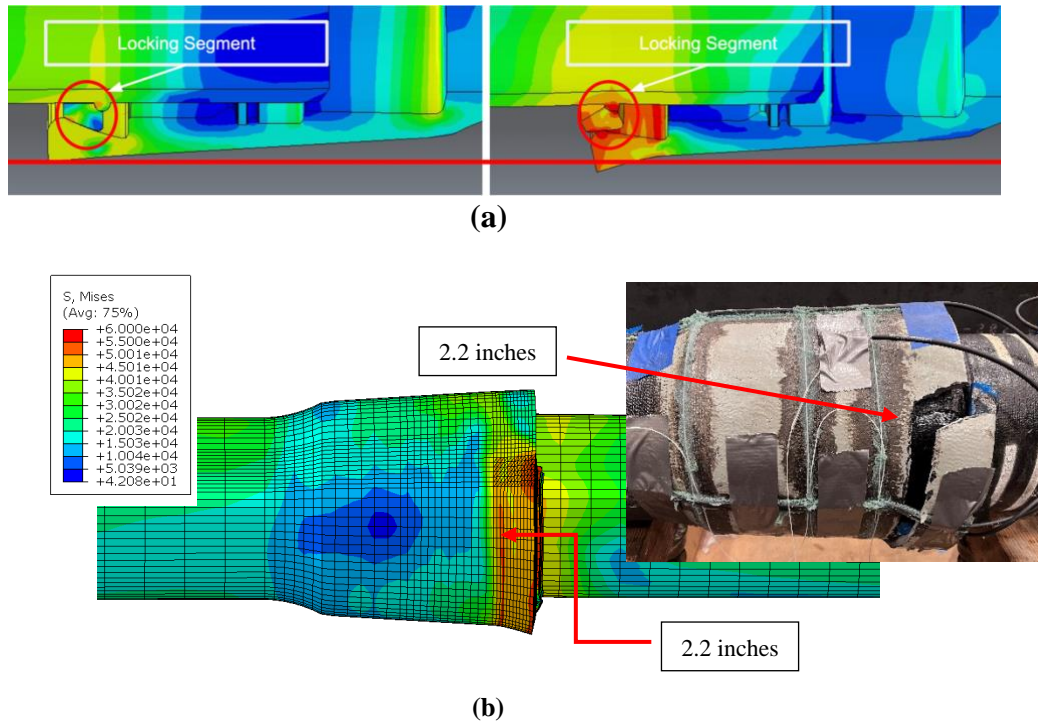 Locking Segment
Locking Segment
(a)
S, Mises
(Avg: 75%)
+6.000e+04
+5.500e+04
+5.001e+04
+4.501e+04
+4.001e+04
+3.502e+04
+3.002e+04
+2.502e+04
+2.003e+04
+1.503e+04
+1.004e+04
+5.039e+03
+4.208e+01
2.2 inches
2.2 inches
(b)